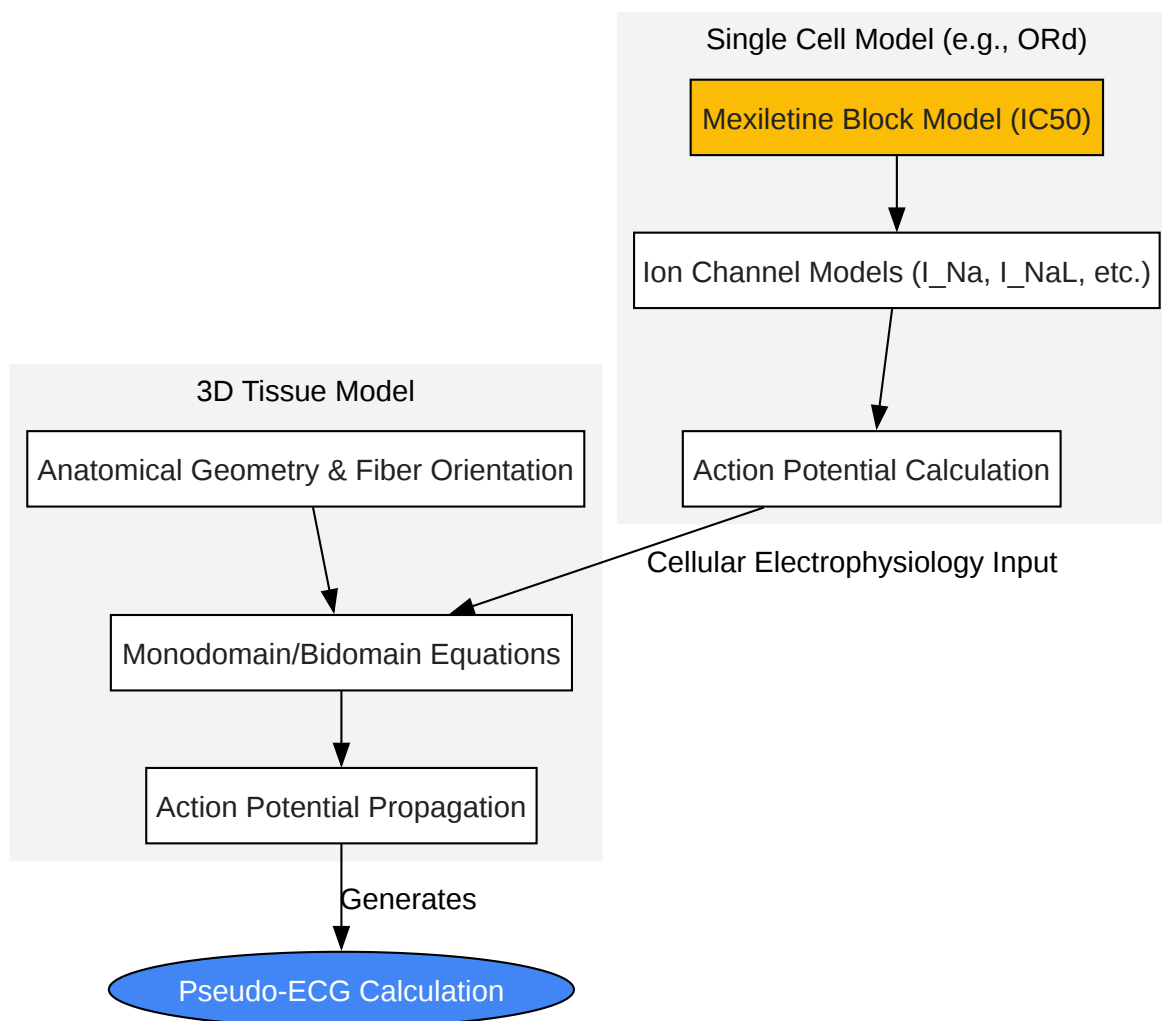 Single Cell Model (e.g., ORd)
Mexiletine Block Model (IC50)
Ion Channel Models (I_Na, I_NaL, etc.)
3D Tissue Model
Anatomical Geometry & Fiber Orientation
Action Potential Calculation
Cellular Electrophysiology Input
Monodomain/Bidomain Equations
Action Potential Propagation
Generates
Pseudo-ECG Calculation